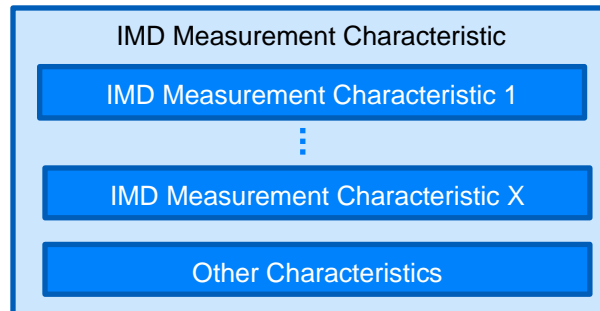 IMD Measurement Characteristic
IMD Measurement Characteristic 1
IMD Measurement Characteristic X
Other Characteristics